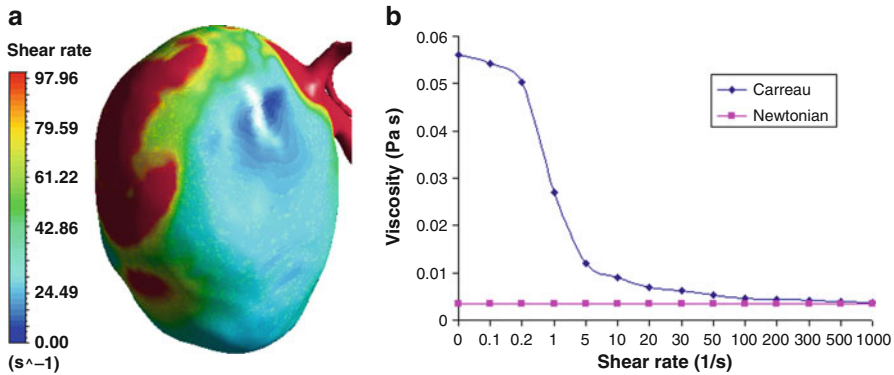 a
Shear rate
97.96
79.59
61.22
42.86
24.49
0.00
(s^–1)
b
Viscosity (Pa s)
0.06
0.05
0.04
0.03
0.02
0.01
0
0 0.1 0.2 1 5 10 20 30 50 100 200 300 500 1000
Shear rate (1/s)
Carreau
Newtonian